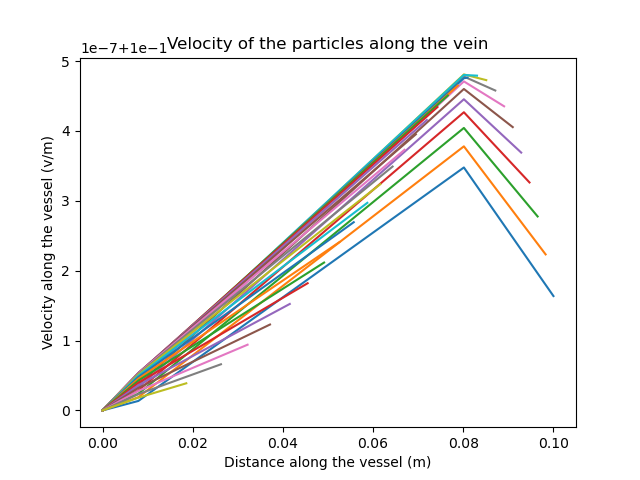 1e−7+1e−1
Velocity of the particles along the vein
5
4
3
2
1
0
Velocity along the vessel (v/m)
0.00 0.02 0.04 0.06 0.08 0.10
Distance along the vessel (m)